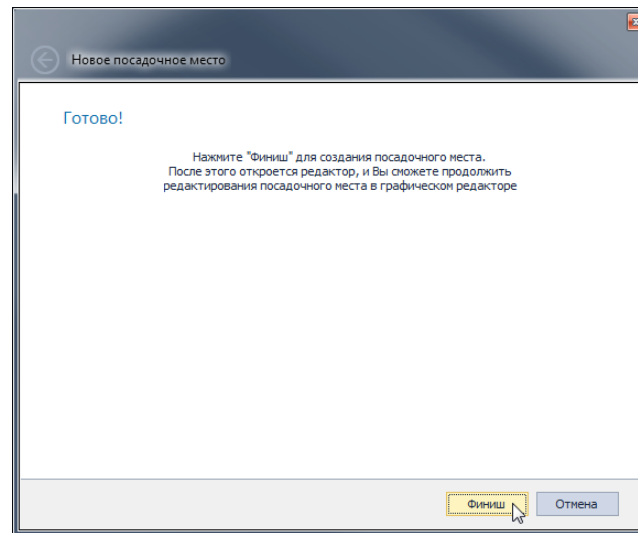 Новое посадочное место
Готово!
Нажмите "Финиш" для создания посадочного места.
После этого откроется редактор, и Вы сможете продолжить
редактирования посадочного места в графическом редакторе
Финиш
Отмена